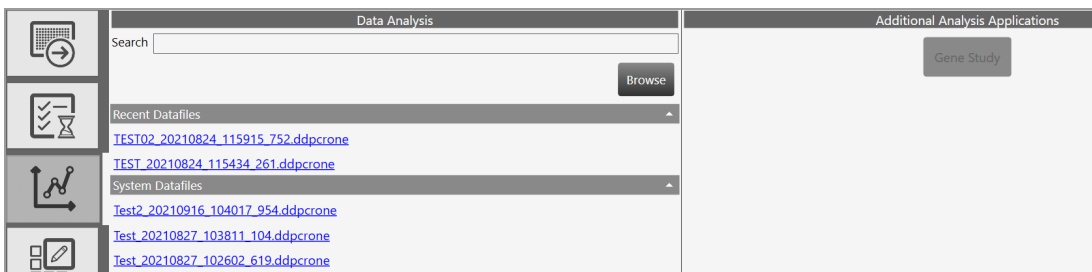 Data Analysis
Search
Browse
Recent Datafiles
TEST02_20210824_115915_752.ddpcrone
TEST_20210824_115434_261.ddpcrone
System Datafiles
Test2_20210916_104017_954.ddpcrone
Test_20210827_103811_104.ddpcrone
Test_20210827_102602_619.ddpcrone
Additional Analysis Applications
Gene Study